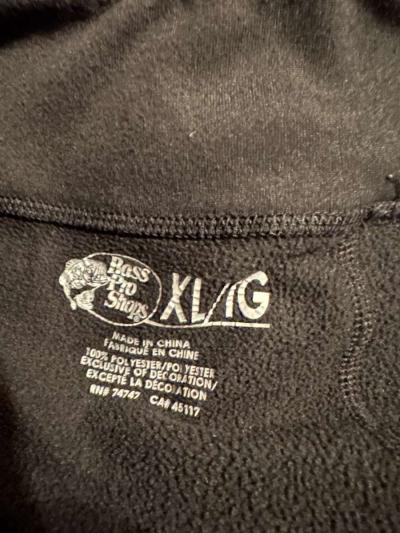 Bass
Pro
Shops
XL/TG
MADE IN CHINA
FABRIQUÉ EN CHINE
100% POLYESTER/POLYESTER
EXCLUSIVE OF DECORATION/
EXCEPTÉ LA DÉCORATION
RN# 74747 CA# 45117